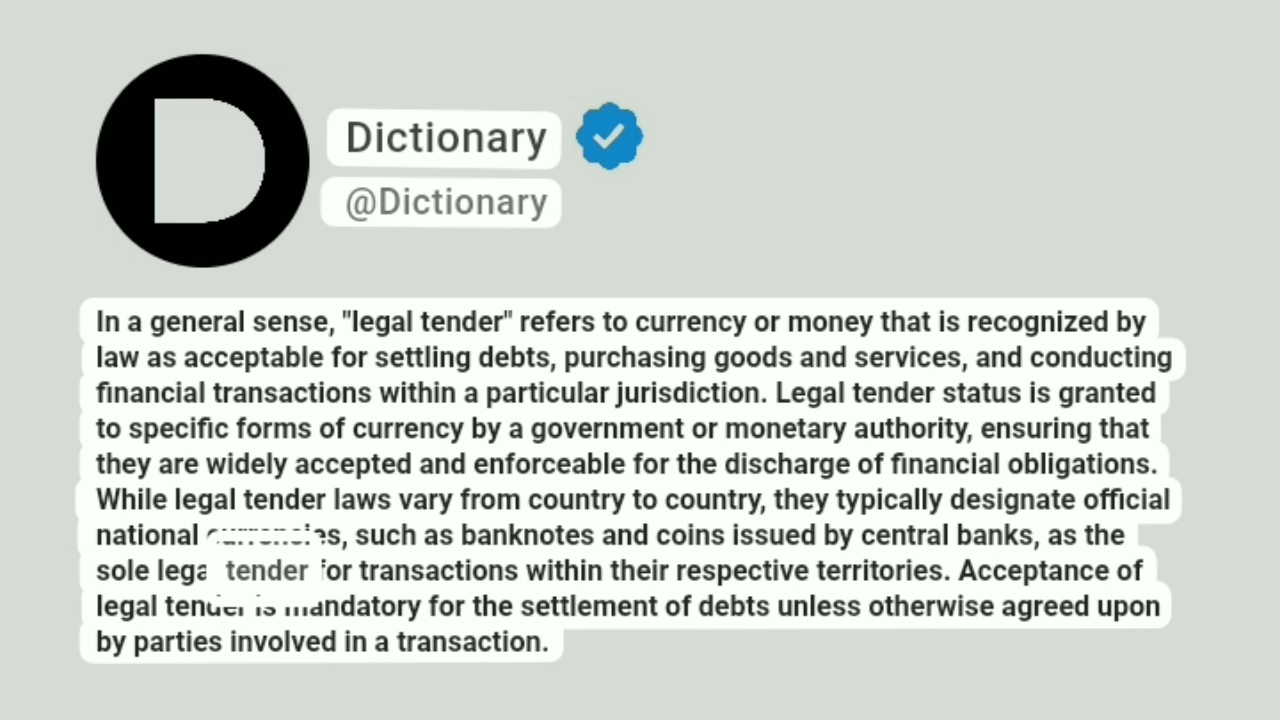 D
Dictionary
@Dictionary
In a general sense, "legal tender" refers to currency or money that is recognized by
law as acceptable for settling debts, purchasing goods and services, and conducting
financial transactions within a particular jurisdiction. Legal tender status is granted
to specific forms of currency by a government or monetary authority, ensuring that
they are widely accepted and enforceable for the discharge of financial obligations.
While legal tender laws vary from country to country, they typically designate official
national currencies, such as banknotes and coins issued by central banks, as the
sole legal tender for transactions within their respective territories. Acceptance of
legal tender is mandatory for the settlement of debts unless otherwise agreed upon
by parties involved in a transaction.